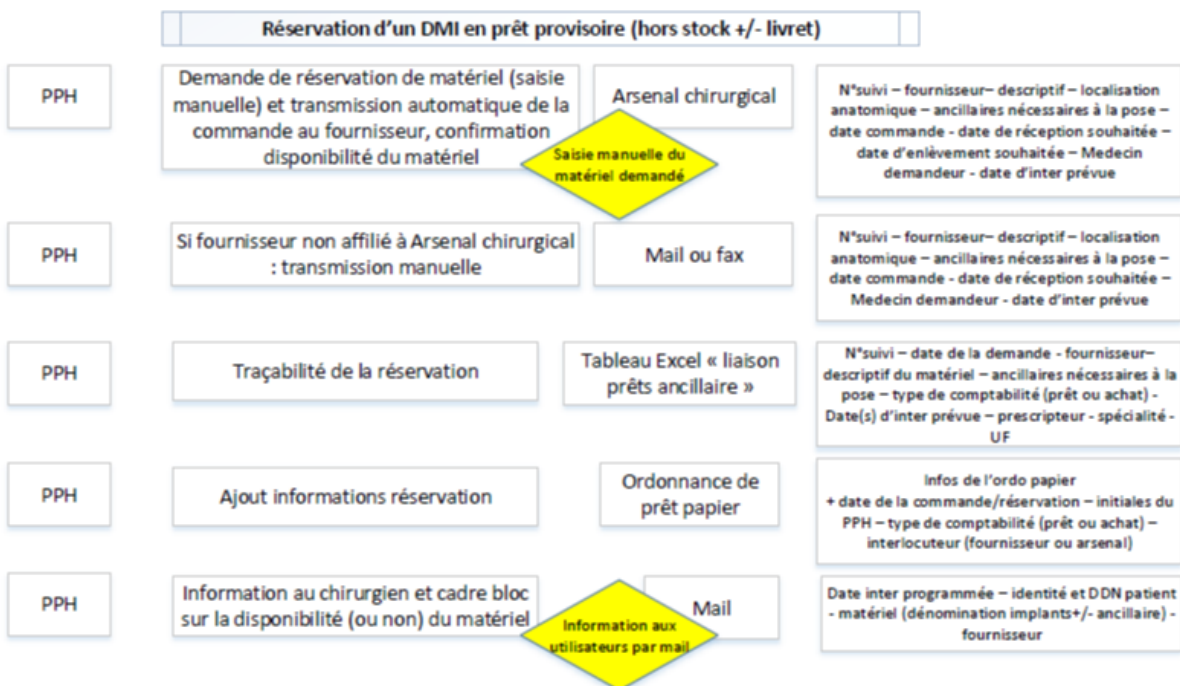 Réservation d'un DMI en prêt provisoire (hors stock +/- livret)
PPH
Demande de réservation de matériel (saisie
manuelle) et transmission automatique de la
commande au fournisseur, confirmation
disponibilité du matériel
Arsenal chirurgical
Saisie manuelle du
matériel demandé
N°suivi – fournisseur– descriptif – localisation
anatomique – ancillaires nécessaires à la pose –
date commande - date de réception souhaitée –
date d'enlèvement souhaitée – Medecin
demandeur - date d'inter prévue
PPH
Si fournisseur non affilié à Arsenal chirurgical
: transmission manuelle
Mail ou fax
N°suivi – fournisseur– descriptif – localisation
anatomique – ancillaires nécessaires à la pose –
date commande - date de réception souhaitée –
Medecin demandeur - date d'inter prévue
PPH
Traçabilité de la réservation
Tableau Excel « liaison
prêts ancillaire »
N°suivi – date de la demande - fournisseur–
descriptif du matériel – ancillaires nécessaires à la
pose – type de comptabilité (prêt ou achat) -
Date(s) d'inter prévue – prescripteur - spécialité -
UF
PPH
Ajout informations réservation
Ordonnance de
prêt papier
Infos de l'ordo papier
+ date de la commande/réservation – initiales du
PPH – type de comptabilité (prêt ou achat) –
interlocuteur (fournisseur ou arsenal)
PPH
Information au chirurgien et cadre bloc
sur la disponibilité (ou non) du matériel
Mail
Information aux
utilisateurs par mail
Date inter programmée – identité et DDN patient
- matériel (dénomination implants+/- ancillaire) -
fournisseur